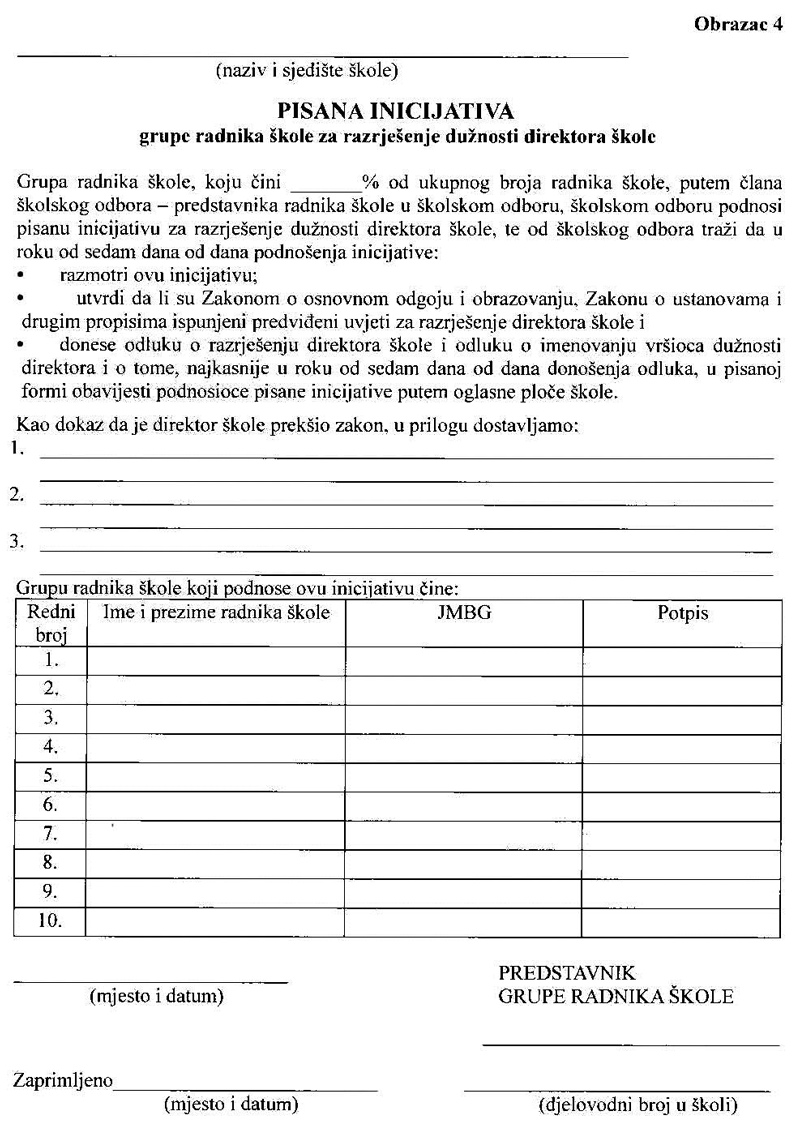 Obrazac 4
(naziv i sjedište škole)
PISANA INICIJATIVA
grupe radnika škole za razrješenje dužnosti direktora škole
Grupa radnika škole, koju čini _______% od ukupnog broja radnika škole, putem člana
školskog odbora – predstavnika radnika škole u školskom odboru, školskom odboru podnosi
pisanu inicijativu za razrješenje dužnosti direktora škole, te od školskog odbora traži da u
roku od sedam dana od dana podnošenja inicijative:
• razmotri ovu inicijativu;
• utvrdi da li su Zakonom o osnovnom odgoju i obrazovanju, Zakonu o ustanovama i
drugim propisima ispunjeni predviđeni uvjeti za razrješenje direktora škole i
• donese odluku o razrješenju direktora škole i odluku o imenovanju vršioca dužnosti
direktora i o tome, najkasnije u roku od sedam dana od dana donošenja odluka, u pisanoj
formi obavijesti podnosioce pisane inicijative putem oglasne ploče škole.
Kao dokaz da je direktor škole prekšio zakon, u prilogu dostavljamo:
1.
2.
3.
Grupu radnika škole koji podnose ovu inicijativu čine:
Redni broj Ime i prezime radnika škole JMBG Potpis
1.
2.
3.
4.
5.
6.
7.
8.
9.
10.
(mjesto i datum)
PREDSTAVNIK
GRUPE RADNIKA ŠKOLE
Zaprimljeno
(mjesto i datum)
(djelovodni broj u školi)